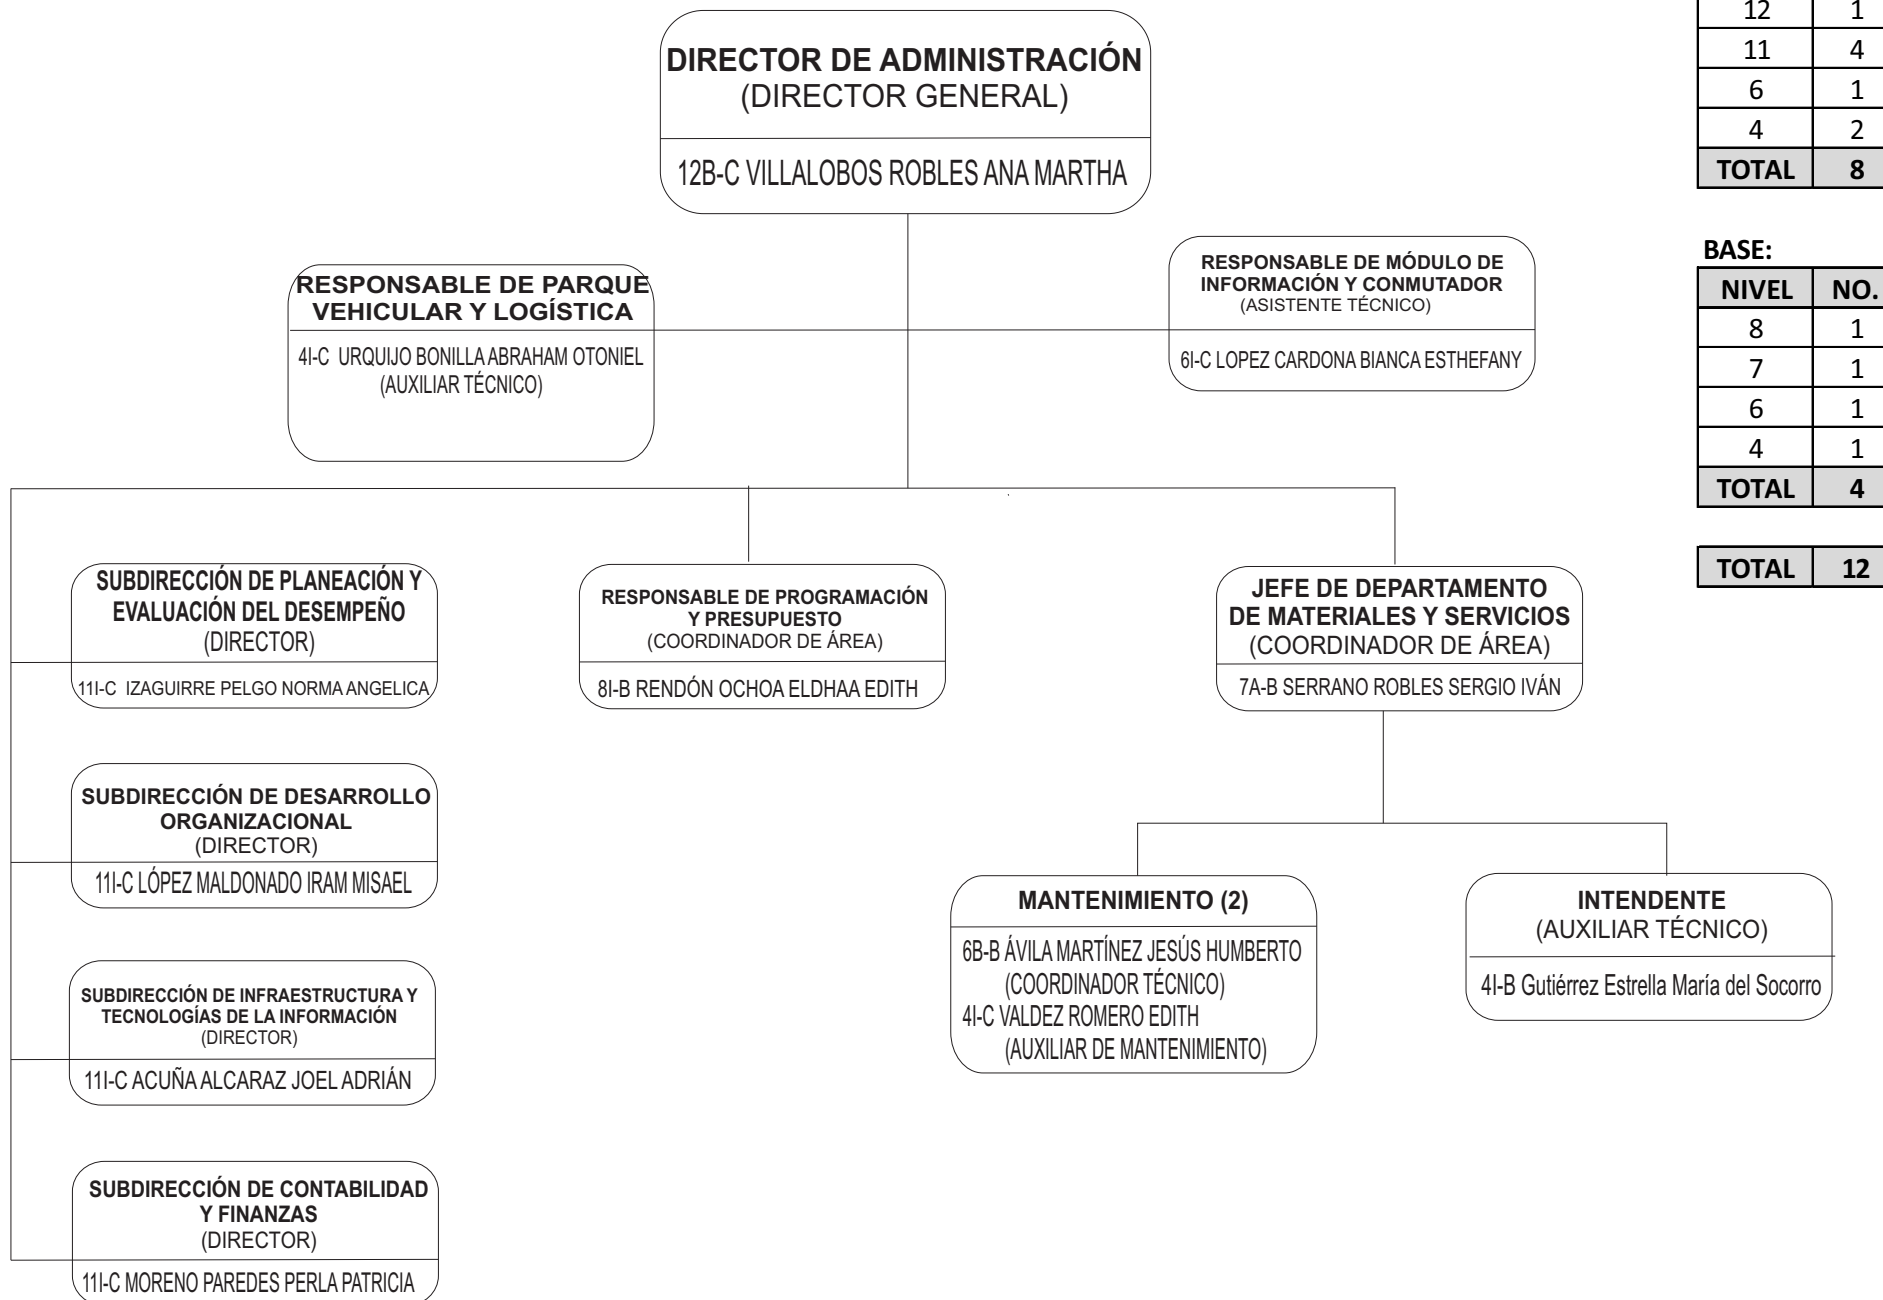 DIRECTOR DE ADMINISTRACIÓN
(DIRECTOR GENERAL)
12B-C VILLALOBOS ROBLES ANA MARTHA
RESPONSABLE DE PARQUE
VEHICULAR Y LOGÍSTICA
4I-C URQUIJO BONILLA ABRAHAM OTONIEL
(AUXILIAR TÉCNICO)
RESPONSABLE DE MÓDULO DE
INFORMACIÓN Y CONMUTADOR
(ASISTENTE TÉCNICO)
6I-C LOPEZ CARDONA BIANCA ESTHEFANY
SUBDIRECCIÓN DE PLANEACIÓN Y
EVALUACIÓN DEL DESEMPEÑO
(DIRECTOR)
11I-C IZAGUIRRE PELGO NORMA ANGELICA
SUBDIRECCIÓN DE DESARROLLO
ORGANIZACIONAL
(DIRECTOR)
11I-C LÓPEZ MALDONADO IRAM MISAEL
SUBDIRECCIÓN DE INFRAESTRUCTURA Y
TECNOLOGÍAS DE LA INFORMACIÓN
(DIRECTOR)
11I-C ACUÑA ALCARAZ JOEL ADRIÁN
SUBDIRECCIÓN DE CONTABILIDAD
Y FINANZAS
(DIRECTOR)
11I-C MORENO PAREDES PERLA PATRICIA
RESPONSABLE DE PROGRAMACIÓN
Y PRESUPUESTO
(COORDINADOR DE ÁREA)
8I-B RENDÓN OCHOA ELDHAA EDITH
JEFE DE DEPARTAMENTO
DE MATERIALES Y SERVICIOS
(COORDINADOR DE ÁREA)
7A-B SERRANO ROBLES SERGIO IVÁN
MANTENIMIENTO (2)
6B-B ÁVILA MARTÍNEZ JESÚS HUMBERTO
(COORDINADOR TÉCNICO)
4I-C VALDEZ ROMERO EDITH
(AUXILIAR DE MANTENIMIENTO)
INTENDENTE
(AUXILIAR TÉCNICO)
4I-B Gutiérrez Estrella María del Socorro
12 1
11 4
6 1
4 2
TOTAL 8
BASE:
NIVEL NO.
8 1
7 1
6 1
4 1
TOTAL 4
TOTAL 12